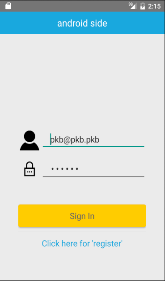 2:15
android side
pkb@pkb.pkb
••••••
Sign In
Click here for 'register'